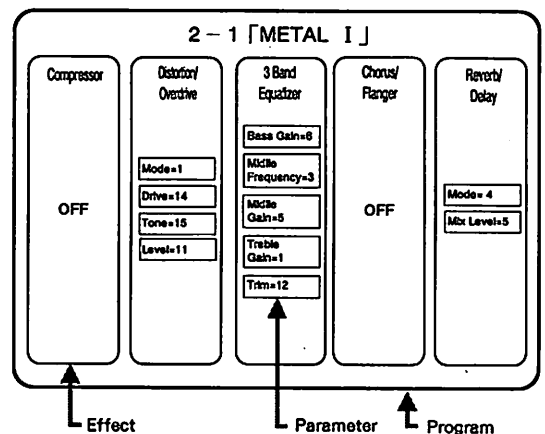 2－1「METAL I」
Compressor
OFF
Distortion/
Overdrive
Mode=1
Drive=14
Tone=15
Level=11
3 Band
Equalizer
Bass Gain=6
Middle
Frequency=3
Middle
Gain=5
Treble
Gain=1
Trim=12
Chorus/
Flanger
OFF
Reverb/
Delay
Mode= 4
Mix Level=5
Effect
Parameter
Program